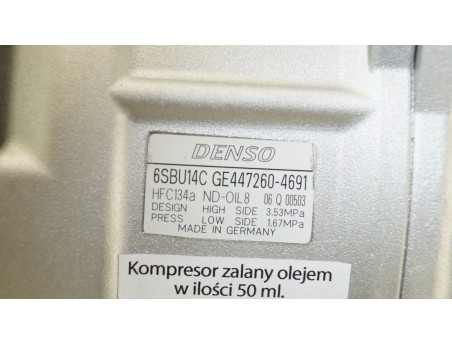 DENSO
6SBU14C GE447260-4691
HFC134a ND-OIL8 06 Q 00503
DESIGN HIGH SIDE 3.53MPa
PRESS LOW SIDE 1.67MPa
MADE IN GERMANY
Kompresor zalany olejem
w ilości 50 ml.